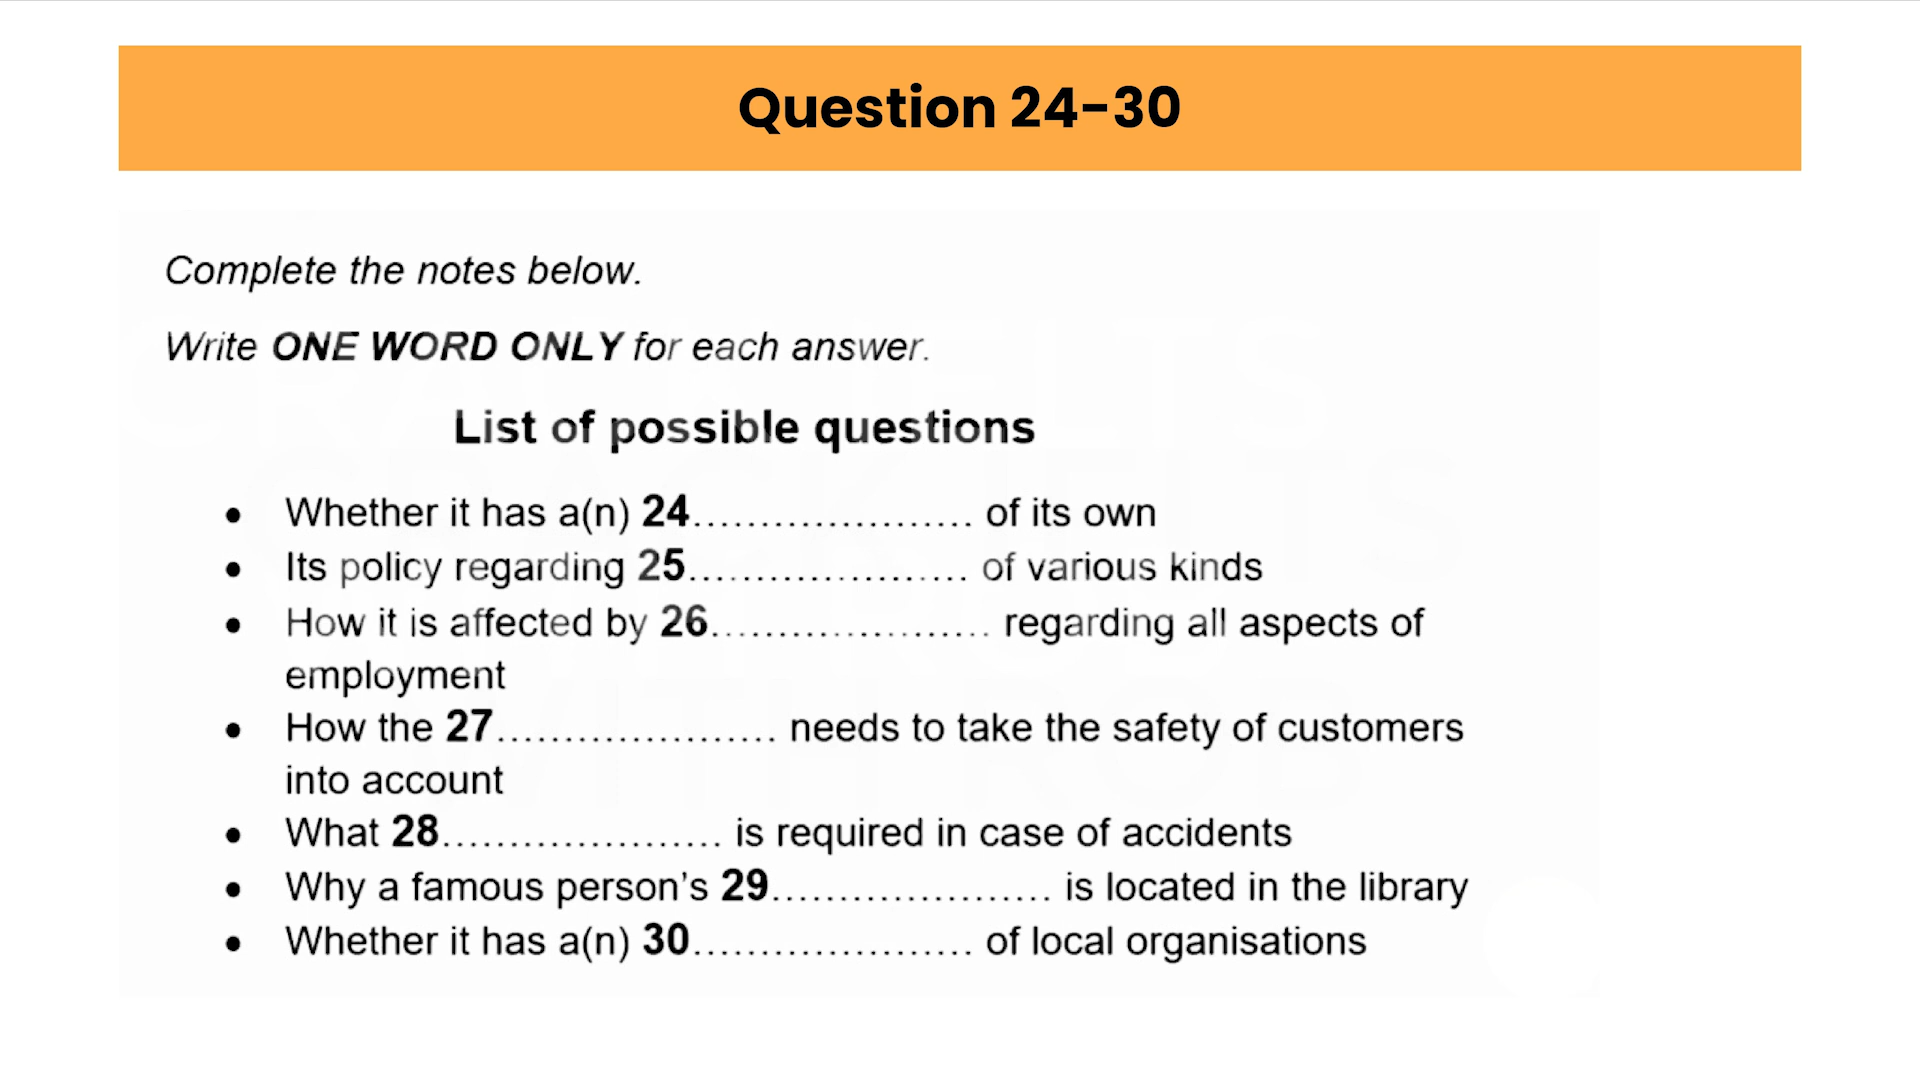 Question 24-30
Complete the notes below.
Write ONE WORD ONLY for each answer.
List of possible questions
• Whether it has a(n) 24..................... of its own
• Its policy regarding 25..................... of various kinds
• How it is affected by 26..................... regarding all aspects of
employment
• How the 27..................... needs to take the safety of customers
into account
• What 28..................... is required in case of accidents
• Why a famous person's 29..................... is located in the library
• Whether it has a(n) 30..................... of local organisations